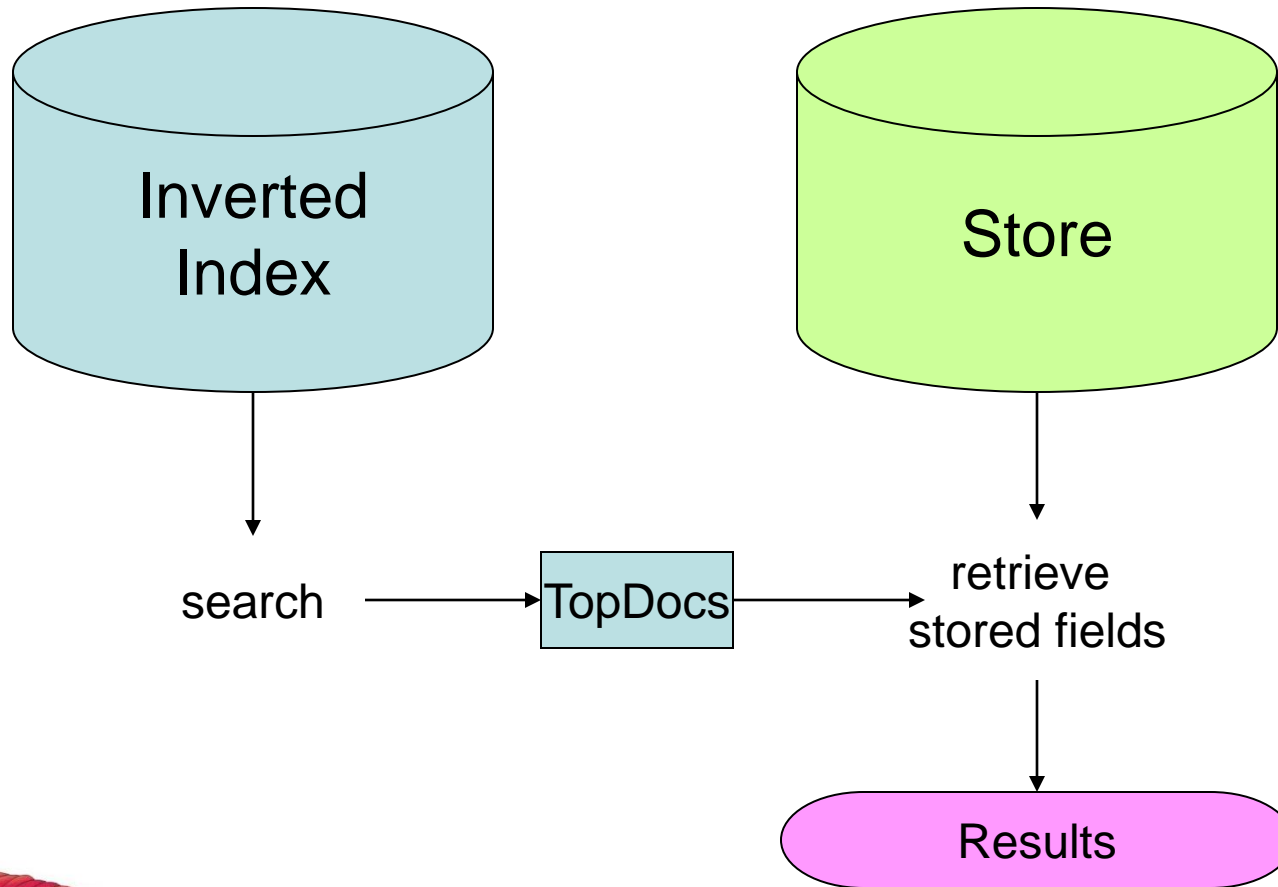 Inverted
Index
Store
search
TopDocs
retrieve
stored fields
Results